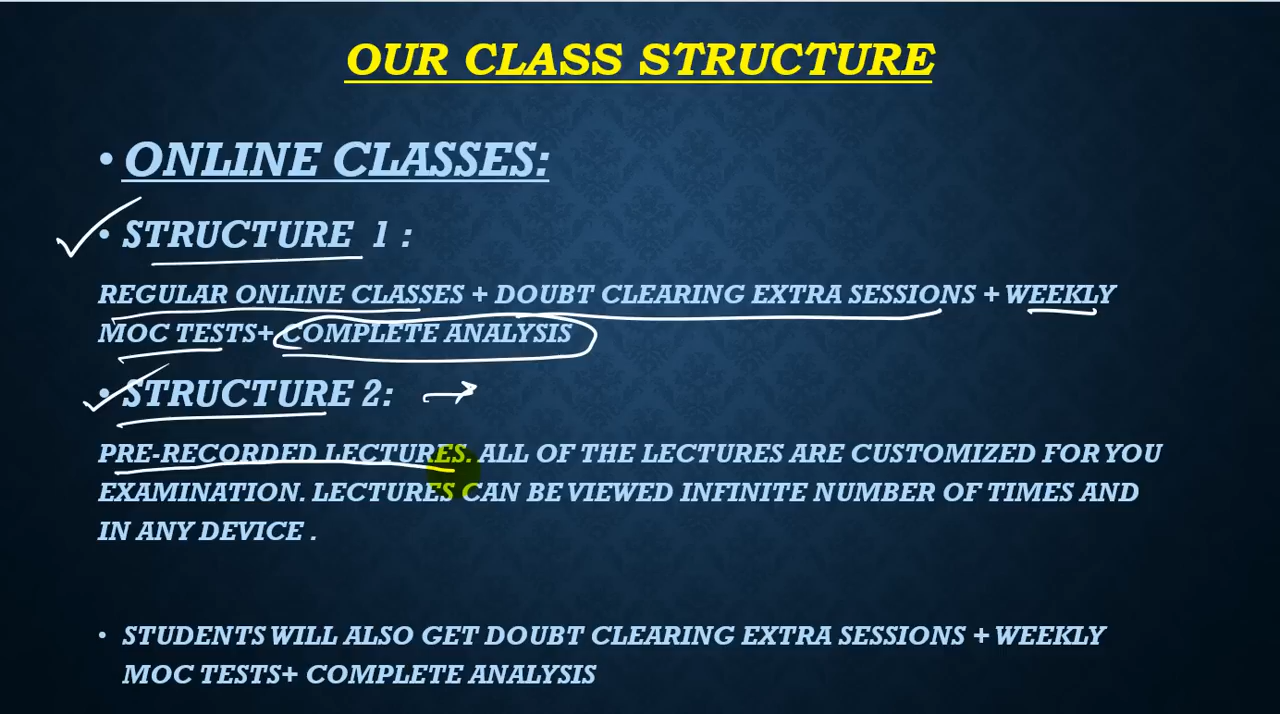 OUR CLASS STRUCTURE
• ONLINE CLASSES:
• STRUCTURE 1 :
REGULAR ONLINE CLASSES + DOUBT CLEARING EXTRA SESSIONS + WEEKLY
MOC TESTS+ COMPLETE ANALYSIS
• STRUCTURE 2:
PRE-RECORDED LECTURES. ALL OF THE LECTURES ARE CUSTOMIZED FOR YOU
EXAMINATION. LECTURES CAN BE VIEWED INFINITE NUMBER OF TIMES AND
IN ANY DEVICE .
• STUDENTS WILL ALSO GET DOUBT CLEARING EXTRA SESSIONS + WEEKLY
MOC TESTS+ COMPLETE ANALYSIS